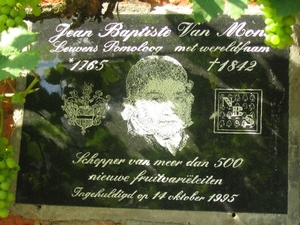 Jean Baptiste Van Mons
Leuvens Pomoloog met wereldfaam
*1765 †1842
Schepper van meer dan 500
nieuwe fruitvariëteiten
Ingehuldigd op 14 oktober 1995